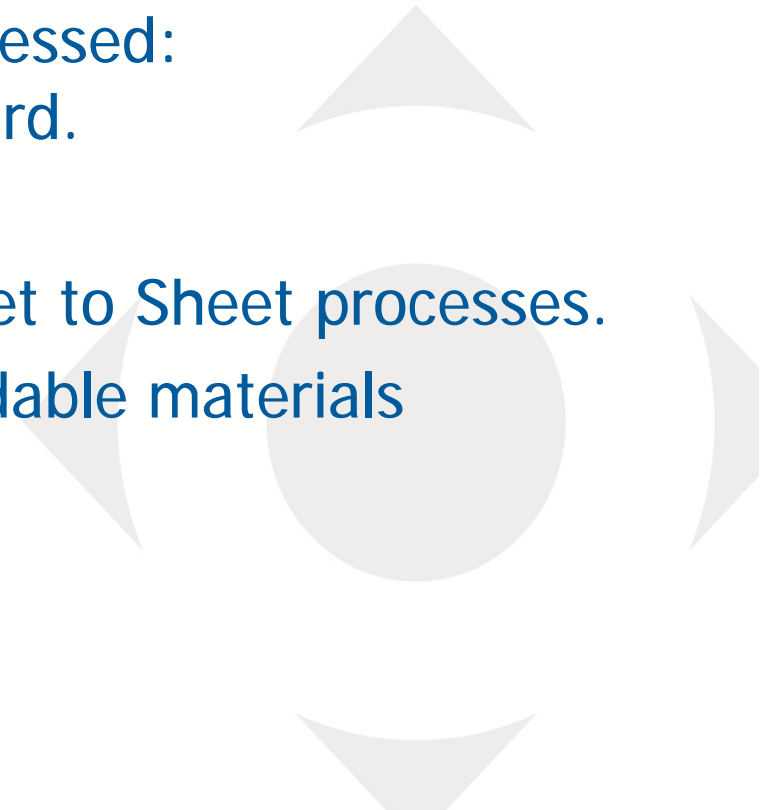 essed:
rd.
et to Sheet processes.
dable materials